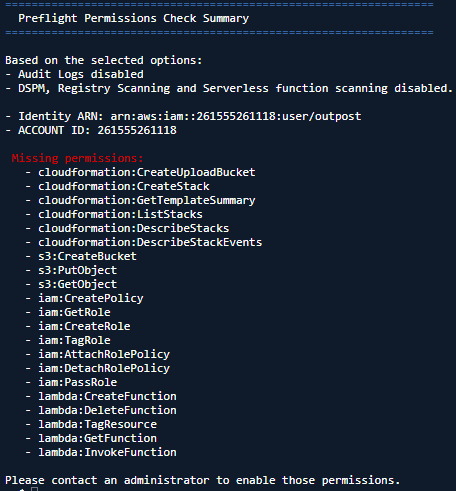 ================================================================
Preflight Permissions Check Summary
================================================================
Based on the selected options:
- Audit Logs disabled
- DSPM, Registry Scanning and Serverless function scanning disabled.
- Identity ARN: arn:aws:iam::261555261118:user/outpost
- ACCOUNT ID: 261555261118
Missing permissions:
- cloudformation:CreateUploadBucket
- cloudformation:CreateStack
- cloudformation:GetTemplateSummary
- cloudformation:ListStacks
- cloudformation:DescribeStacks
- cloudformation:DescribeStackEvents
- s3:CreateBucket
- s3:PutObject
- s3:GetObject
- iam:CreatePolicy
- iam:GetRole
- iam:CreateRole
- iam:TagRole
- iam:AttachRolePolicy
- iam:DetachRolePolicy
- iam:PassRole
- lambda:CreateFunction
- lambda:DeleteFunction
- lambda:TagResource
- lambda:GetFunction
- lambda:InvokeFunction
Please contact an administrator to enable those permissions.